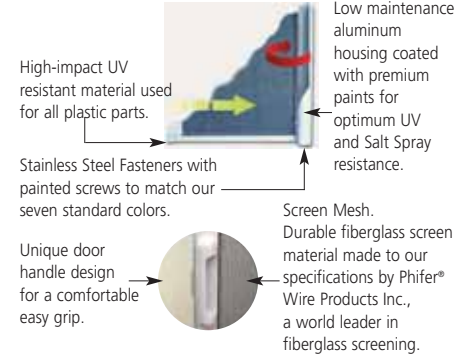 Low maintenance
aluminum
housing coated
with premium
paints for
optimum UV
and Salt Spray
resistance.
High-impact UV
resistant material used
for all plastic parts.
Stainless Steel Fasteners with
painted screws to match our
seven standard colors.
Unique door
handle design
for a comfortable
easy grip.
Screen Mesh.
Durable fiberglass screen
material made to our
specifications by Phifer®
Wire Products Inc.,
a world leader in
fiberglass screening.